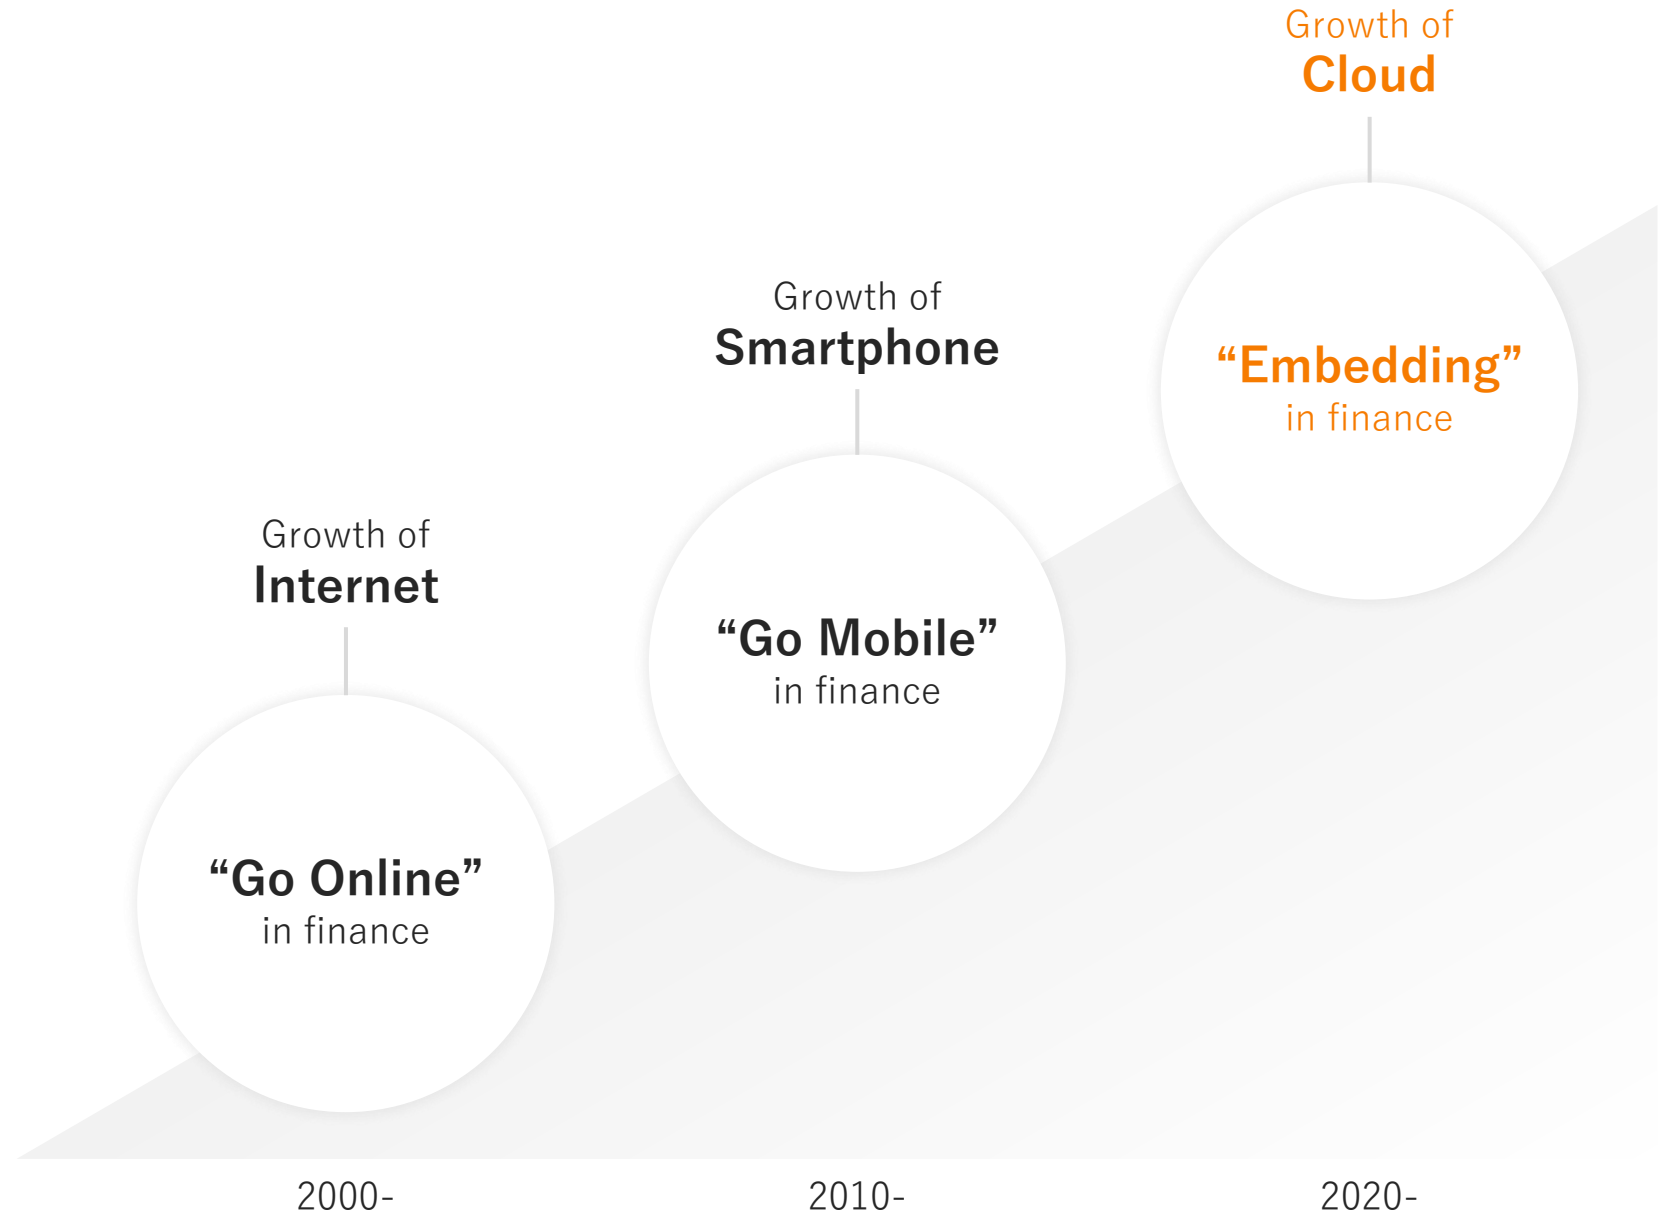 Growth of
Internet
“Go Online”
in finance
2000-
Growth of
Smartphone
“Go Mobile”
in finance
2010-
Growth of
Cloud
“Embedding”
in finance
2020-